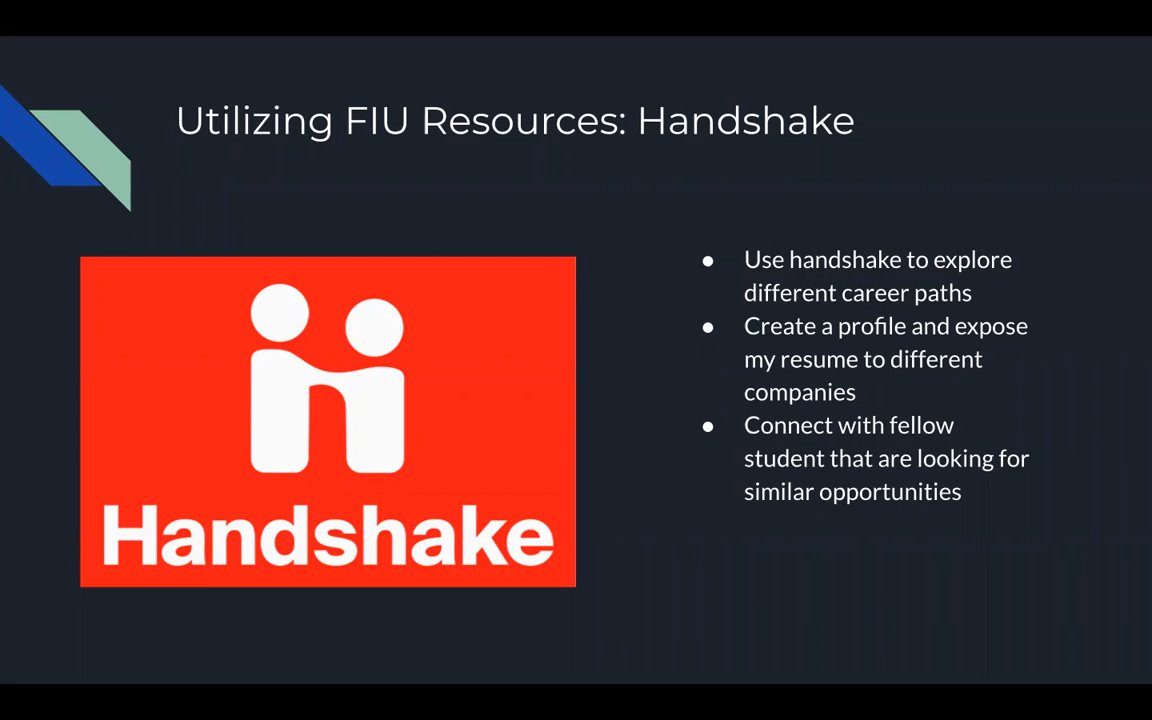 Utilizing FIU Resources: Handshake
Handshake
● Use handshake to explore
different career paths
● Create a profile and expose
my resume to different
companies
● Connect with fellow
student that are looking for
similar opportunities